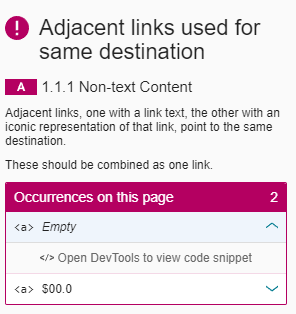 Adjacent links used for
same destination
A 1.1.1 Non-text Content
Adjacent links, one with a link text, the other with an
iconic representation of that link, point to the same
destination.
These should be combined as one link.
Occurrences on this page 2
<a> Empty
</> Open DevTools to view code snippet
<a> $00.0